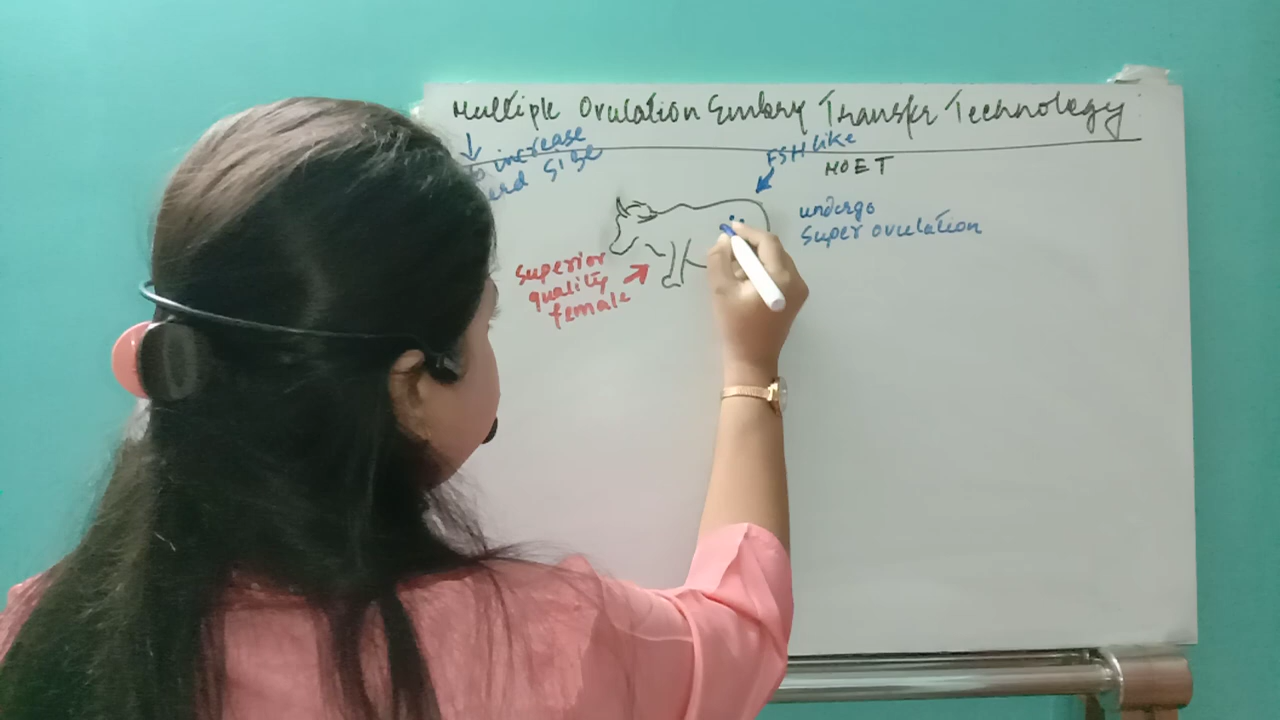 Multiple Ovulation Embry Transfer Technology
to increase
herd size
FSH like
MOET
undergo
Super ovulation
Superior
quality
female